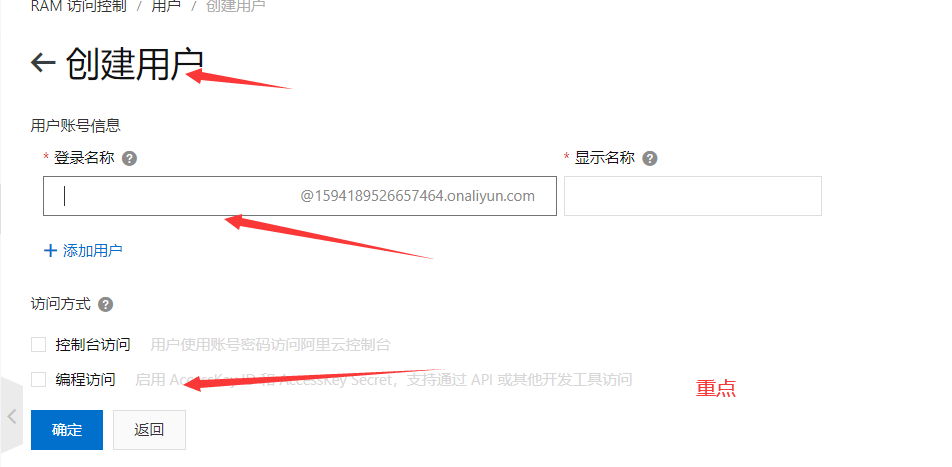 RAM 访问控制 / 用户 / 创建用户
← 创建用户
用户账号信息
* 登录名称 ? * 显示名称 ?
@1594189526657464.onaliyun.com
+ 添加用户
访问方式 ?
控制台访问 用户使用账号密码访问阿里云控制台
编程访问 启用 AccessKey ID 和 AccessKey Secret，支持通过 API 或其他开发工具访问
重点
确定 返回